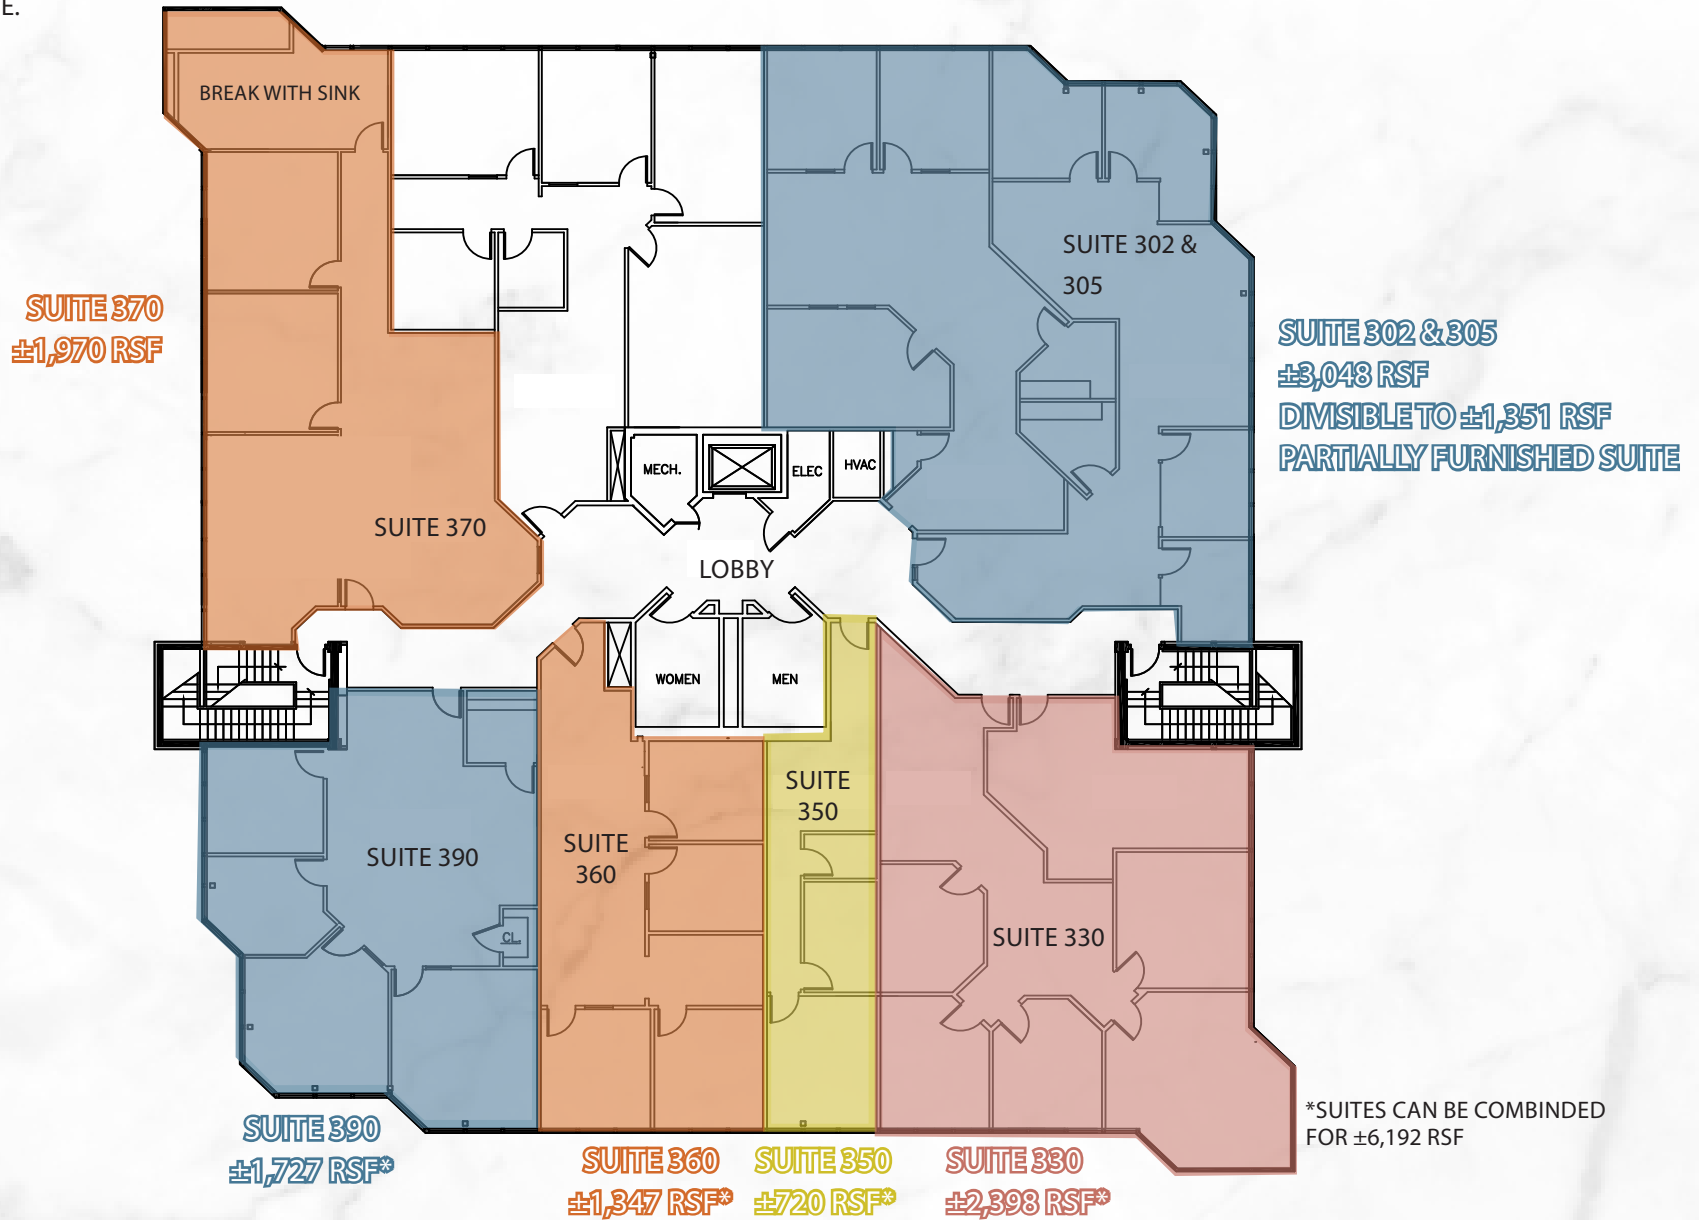 E.
BREAK WITH SINK
SUITE 302 &
305
SUITE 370
±1,970 RSF
SUITE 302 & 305
±3,048 RSF
DIVISIBLE TO ±1,351 RSF
PARTIALLY FURNISHED SUITE
MECH.
ELEC
HVAC
SUITE 370
LOBBY
WOMEN
MEN
SUITE
350
SUITE
360
SUITE 390
CL.
SUITE 330
*SUITES CAN BE COMBINDED
FOR ±6,192 RSF
SUITE 390
±1,727 RSF*
SUITE 360
±1,347 RSF*
SUITE 350
±720 RSF*
SUITE 330
±2,398 RSF*